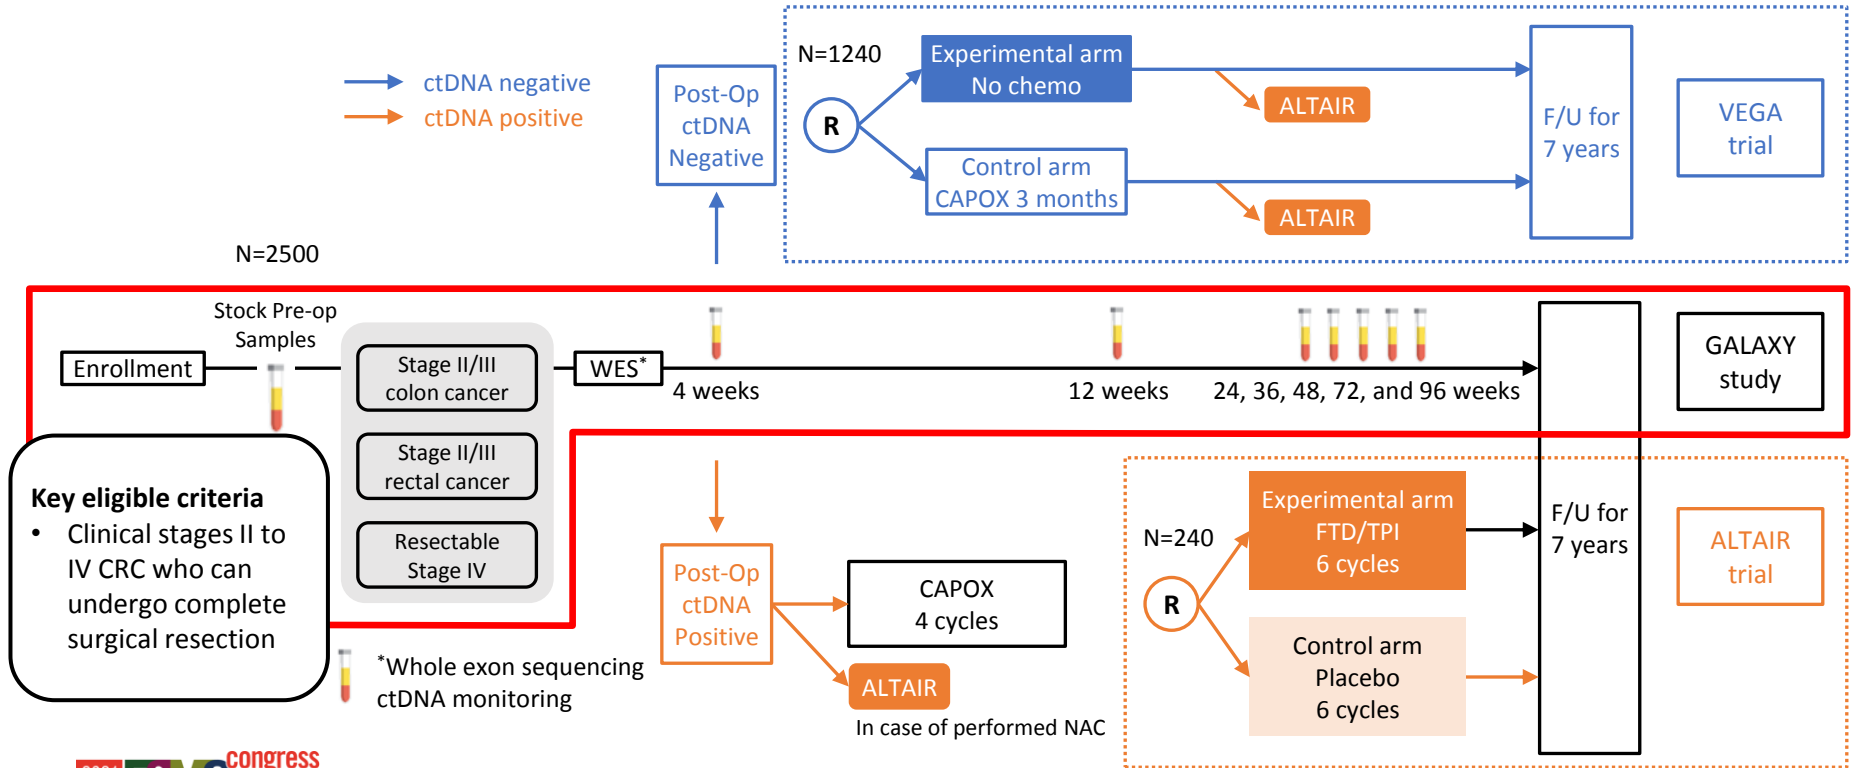 ctDNA negative
ctDNA positive
Post-Op
ctDNA
Negative
N=1240
R
Experimental arm
No chemo
ALTAIR
Control arm
CAPOX 3 months
ALTAIR
F/U for
7 years
VEGA
trial
N=2500
Stock Pre-op
Samples
Enrollment
Stage II/III
colon cancer
Stage II/III
rectal cancer
Resectable
Stage IV
WES*
4 weeks
12 weeks
24, 36, 48, 72, and 96 weeks
GALAXY
study
Key eligible criteria
• Clinical stages II to
IV CRC who can
undergo complete
surgical resection
*Whole exon sequencing
ctDNA monitoring
Post-Op
ctDNA
Positive
CAPOX
4 cycles
ALTAIR
In case of performed NAC
N=240
R
Experimental arm
FTD/TPI
6 cycles
Control arm
Placebo
6 cycles
F/U for
7 years
ALTAIR
trial
congress